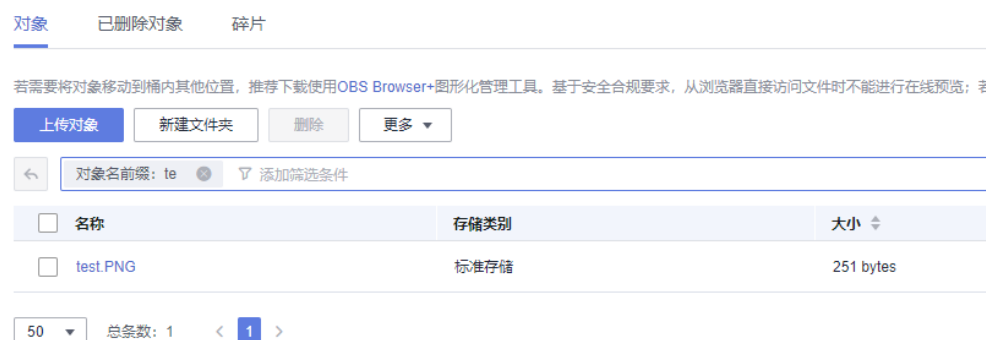 对象 已删除对象 碎片
若需要将对象移动到桶内其他位置，推荐下载使用OBS Browser+图形化管理工具。基于安全合规要求，从浏览器直接访问文件时不能进行在线预览；若
上传对象 新建文件夹 删除 更多
对象名前缀：te 添加筛选条件
名称 存储类别 大小
test.PNG 标准存储 251 bytes
50 总条数：1 < 1 >